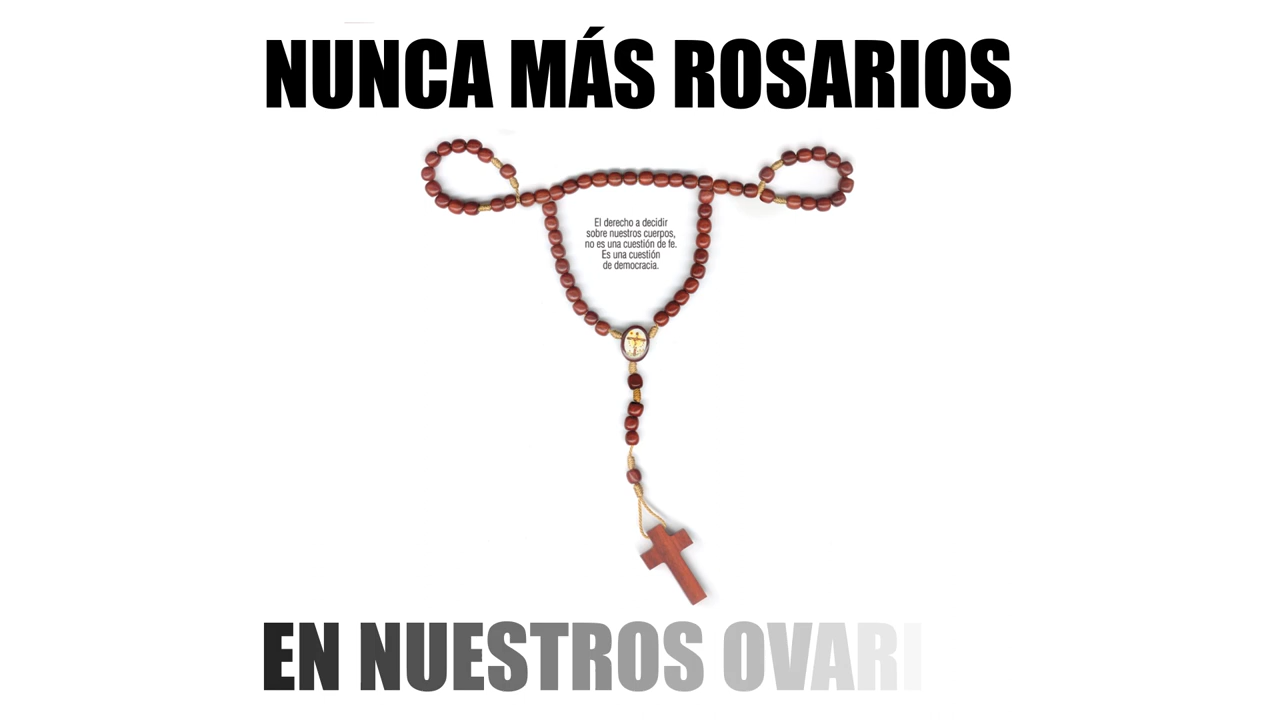 NUNCA MÁS ROSARIOS
El derecho a decidir
sobre nuestros cuerpos,
no es una cuestión de fe.
Es una cuestión
de democracia.
EN NUESTROS OVARI